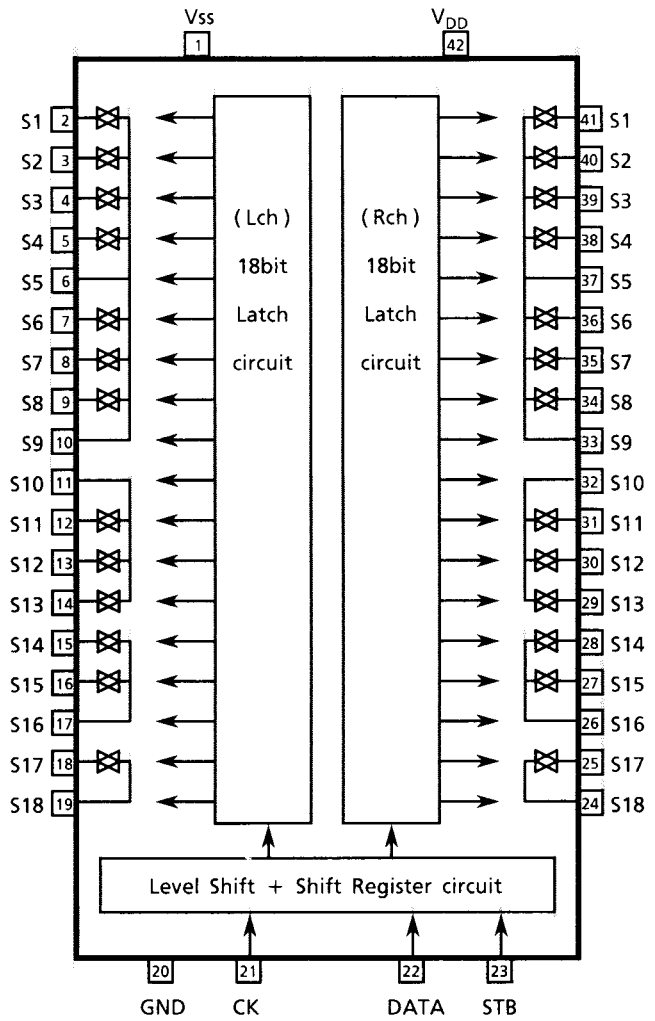 Vss VDD
1 42
S1 2 41 S1
S2 3 40 S2
S3 4 39 S3
S4 5 38 S4
S5 6 37 S5
S6 7 36 S6
S7 8 35 S7
S8 9 34 S8
S9 10 33 S9
S10 11 32 S10
S11 12 31 S11
S12 13 30 S12
S13 14 29 S13
S14 15 28 S14
S15 16 27 S15
S16 17 26 S16
S17 18 25 S17
S18 19 24 S18
(Lch)
18bit
Latch
circuit
(Rch)
18bit
Latch
circuit
Level Shift + Shift Register circuit
20 21 22 23
GND CK DATA STB